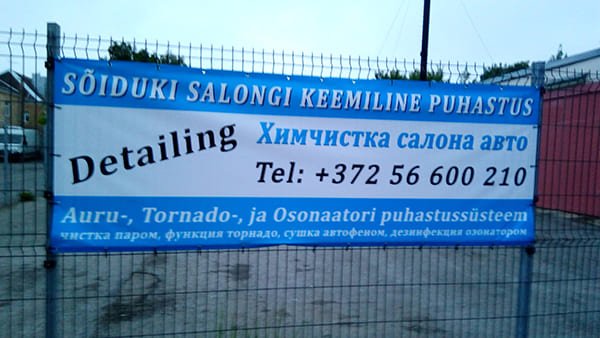 SÕIDUKI SALONGI KEEMILINE PUHASTUS
Detailing
Химчистка салона авто
Tel: +372 56 600 210
Auru-, Tornado-, ja Osonaatori puhastussüsteem
чистка паром, функция торнадо, сушка автофеном, дезинфекция озонатором